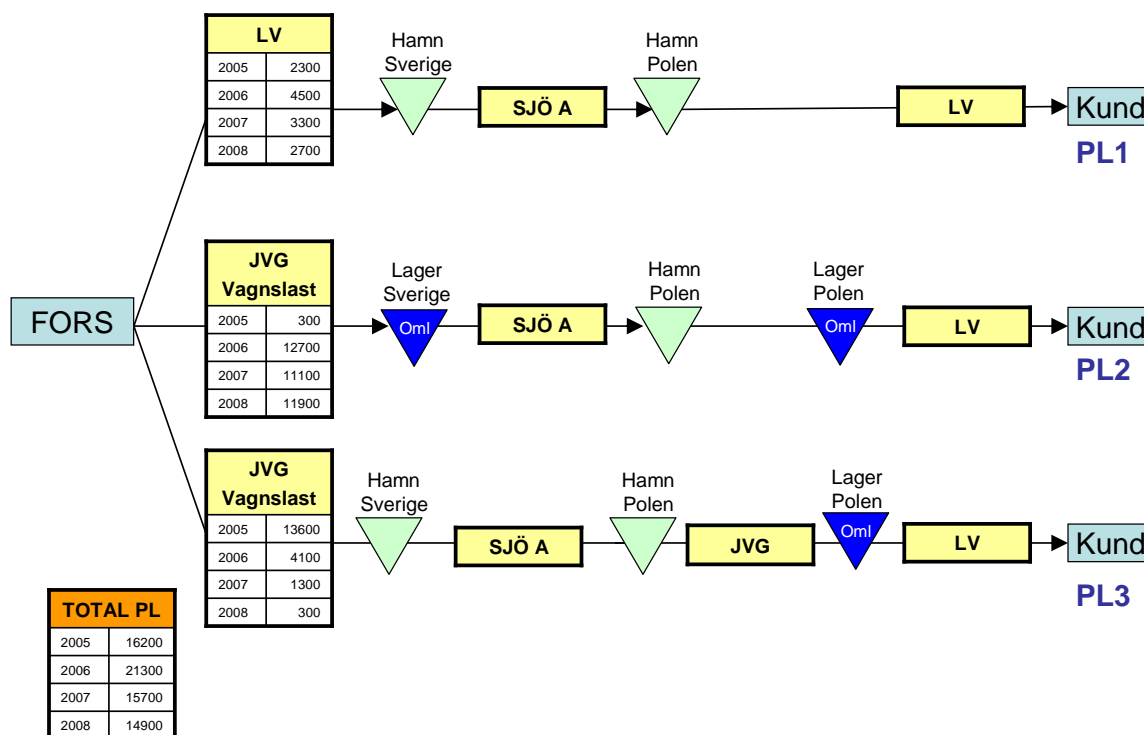 LV
2005 2300
2006 4500
2007 3300
2008 2700
Hamn
Sverige
SJÖ A
Hamn
Polen
LV
Kund
PL1
FORS
JVG
Vagnslast
2005 300
2006 12700
2007 11100
2008 11900
Lager
Sverige
Oml
SJÖ A
Hamn
Polen
Lager
Polen
Oml
LV
Kund
PL2
JVG
Vagnslast
2005 13600
2006 4100
2007 1300
2008 300
Hamn
Sverige
SJÖ A
Hamn
Polen
JVG
Lager
Polen
Oml
LV
Kund
PL3
TOTAL PL
2005 16200
2006 21300
2007 15700
2008 14900